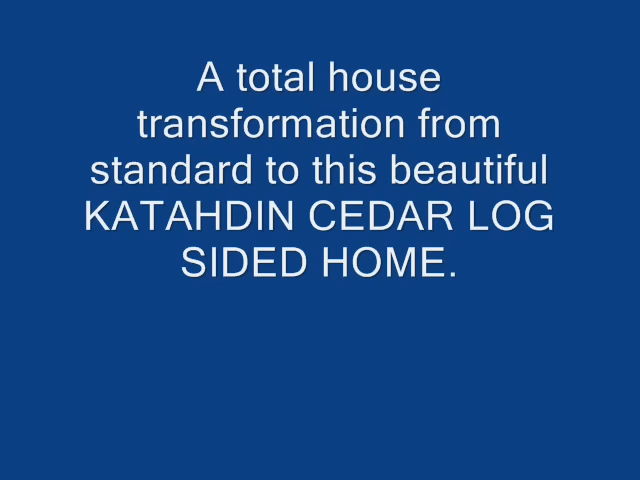 A total house
transformation from
standard to this beautiful
KATAHDIN CEDAR LOG
SIDED HOME.